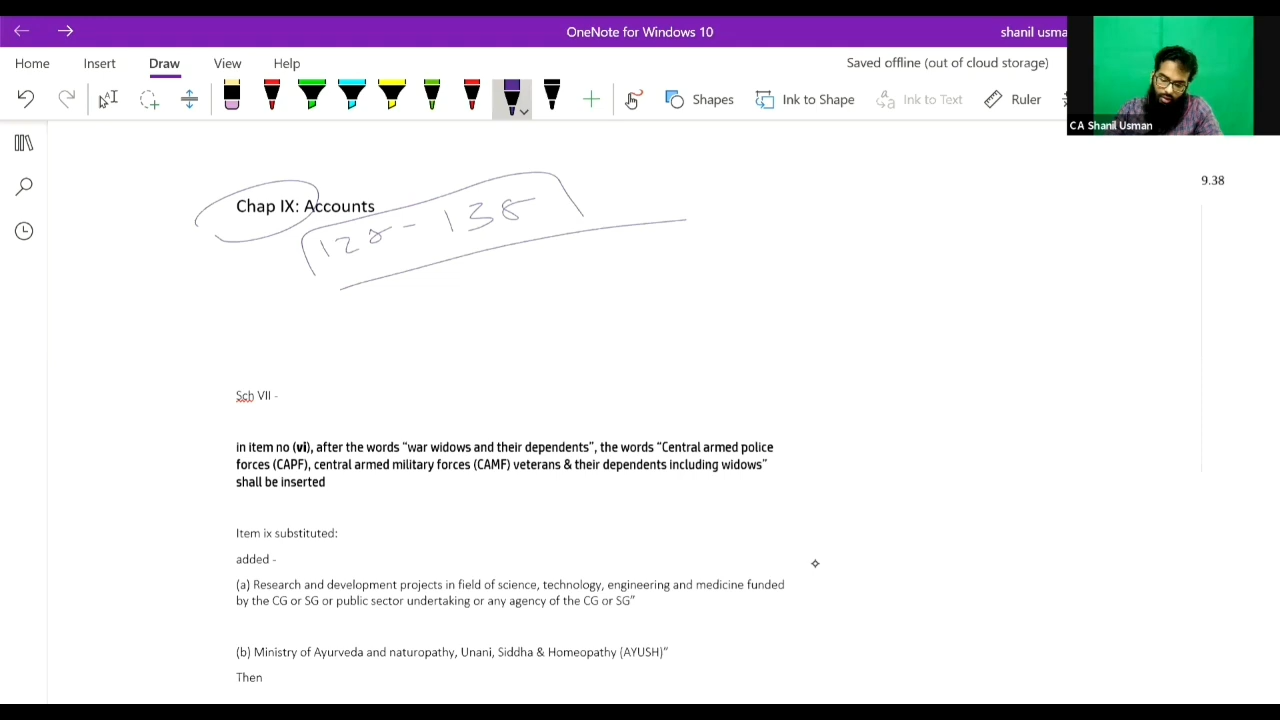 OneNote for Windows 10
shanil usma
Home Insert Draw View Help
Saved offline (out of cloud storage)
Shapes Ink to Shape Ink to Text Ruler
CA Shanil Usman
9.38
Chap IX: Accounts
128 - 138
Sch VII -
in item no (vi), after the words “war widows and their dependents”, the words “Central armed police
forces (CAPF), central armed military forces (CAMF) veterans & their dependents including widows”
shall be inserted
Item ix substituted:
added -
(a) Research and development projects in field of science, technology, engineering and medicine funded
by the CG or SG or public sector undertaking or any agency of the CG or SG”
(b) Ministry of Ayurveda and naturopathy, Unani, Siddha & Homeopathy (AYUSH)”
Then